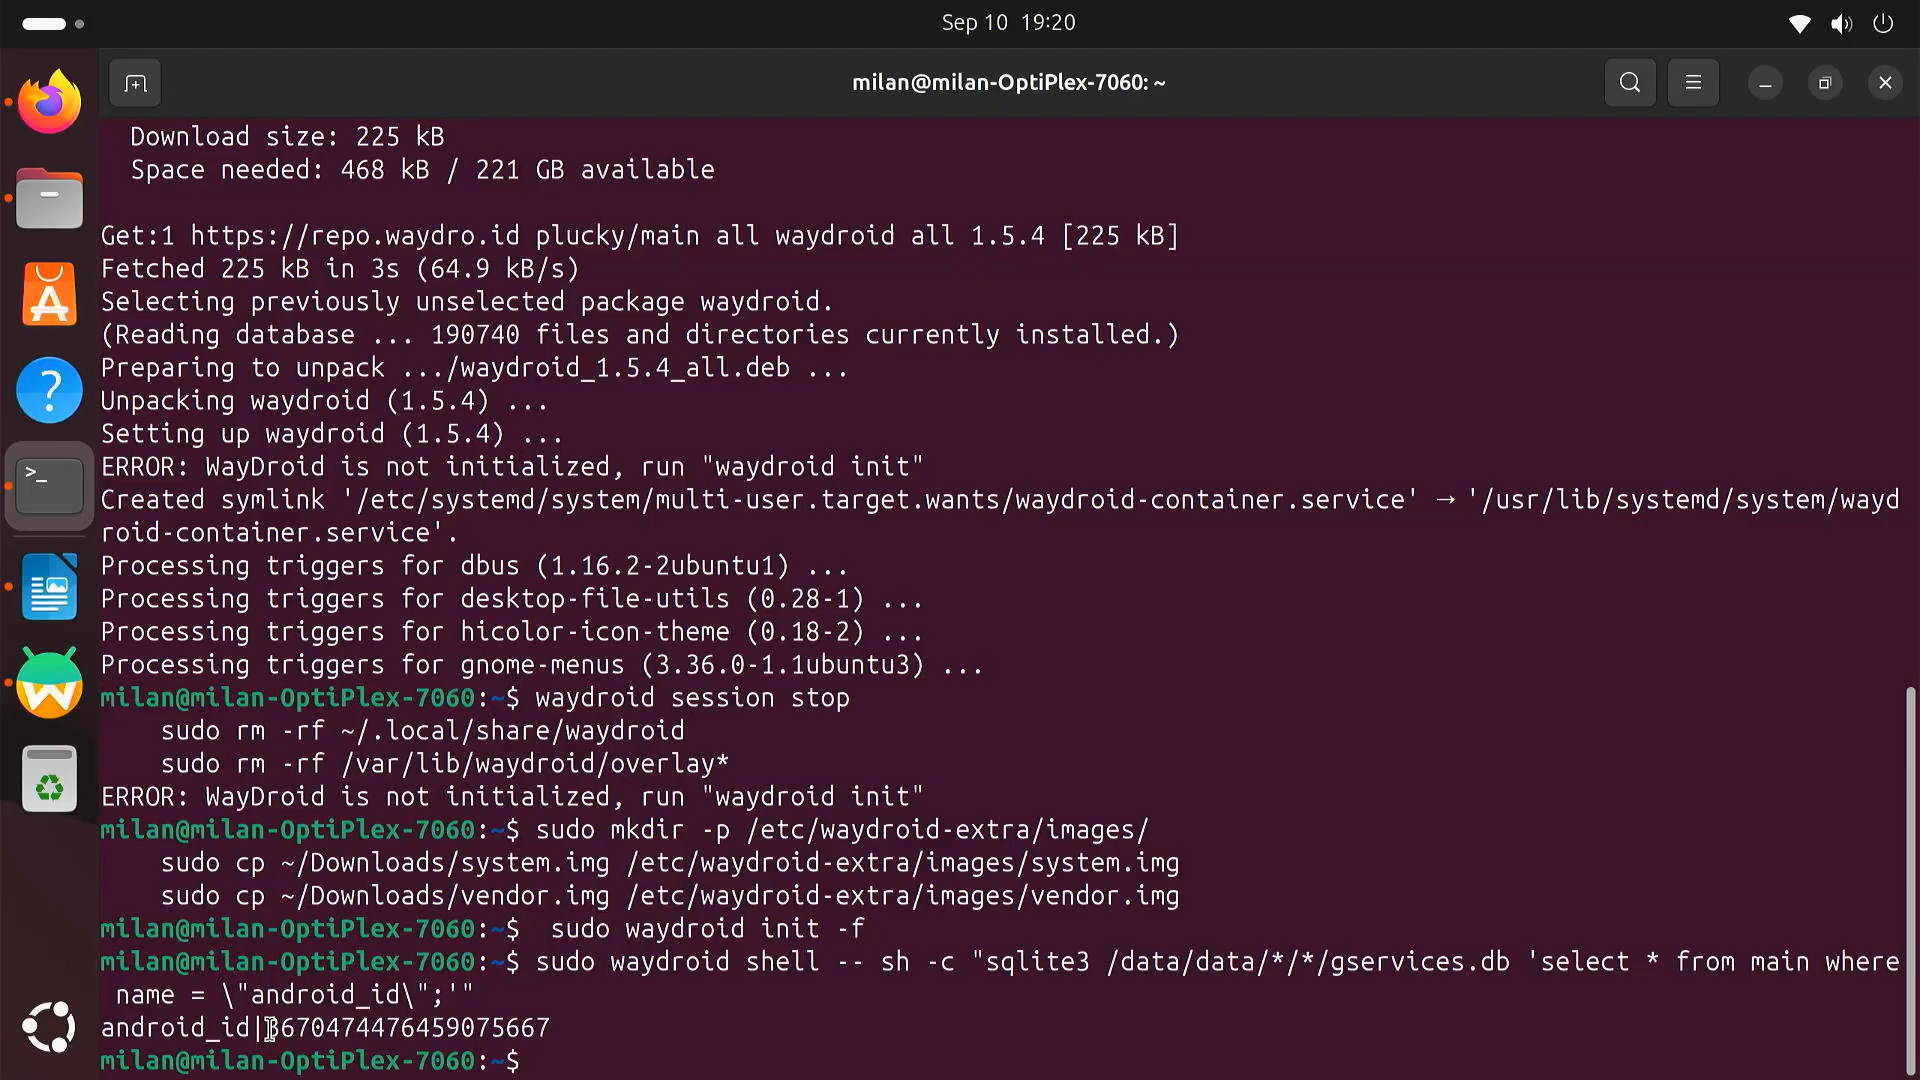 Sep 10 19:20
milan@milan-OptiPlex-7060: ~
Download size: 225 kB
Space needed: 468 kB / 221 GB available
Get:1 https://repo.waydro.id plucky/main all waydroid all 1.5.4 [225 kB]
Fetched 225 kB in 3s (64.9 kB/s)
Selecting previously unselected package waydroid.
(Reading database ... 190740 files and directories currently installed.)
Preparing to unpack .../waydroid_1.5.4_all.deb ...
Unpacking waydroid (1.5.4) ...
Setting up waydroid (1.5.4) ...
ERROR: WayDroid is not initialized, run "waydroid init"
Created symlink '/etc/systemd/system/multi-user.target.wants/waydroid-container.service' → '/usr/lib/systemd/system/wayd
roid-container.service'.
Processing triggers for dbus (1.16.2-2ubuntu1) ...
Processing triggers for desktop-file-utils (0.28-1) ...
Processing triggers for hicolor-icon-theme (0.18-2) ...
Processing triggers for gnome-menus (3.36.0-1.1ubuntu3) ...
milan@milan-OptiPlex-7060:~$ waydroid session stop
sudo rm -rf ~/.local/share/waydroid
sudo rm -rf /var/lib/waydroid/overlay*
ERROR: WayDroid is not initialized, run "waydroid init"
milan@milan-OptiPlex-7060:~$ sudo mkdir -p /etc/waydroid-extra/images/
sudo cp ~/Downloads/system.img /etc/waydroid-extra/images/system.img
sudo cp ~/Downloads/vendor.img /etc/waydroid-extra/images/vendor.img
milan@milan-OptiPlex-7060:~$  sudo waydroid init -f
milan@milan-OptiPlex-7060:~$ sudo waydroid shell -- sh -c "sqlite3 /data/data/*/*/gservices.db 'select * from main where
name = \"android_id\";'"
android_id|3670474476459075667
milan@milan-OptiPlex-7060:~$